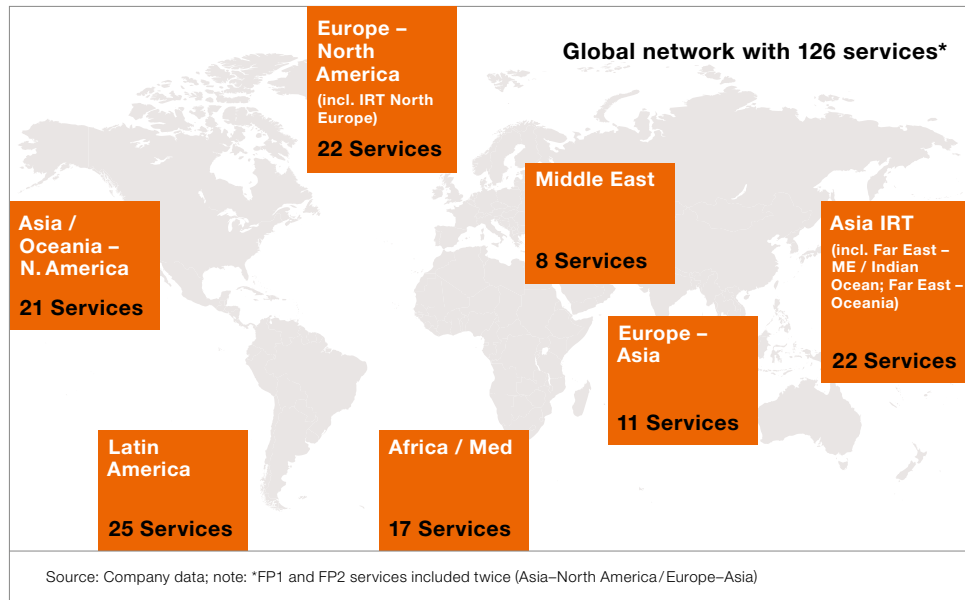 Global network with 126 services*
Europe –
North
America
(incl. IRT North
Europe)
22 Services
Middle East
8 Services
Asia /
Oceania –
N. America
21 Services
Asia IRT
(incl. Far East –
ME / Indian
Ocean; Far East –
Oceania)
22 Services
Europe –
Asia
11 Services
Latin
America
25 Services
Africa / Med
17 Services
Source: Company data; note: *FP1 and FP2 services included twice (Asia–North America/Europe–Asia)